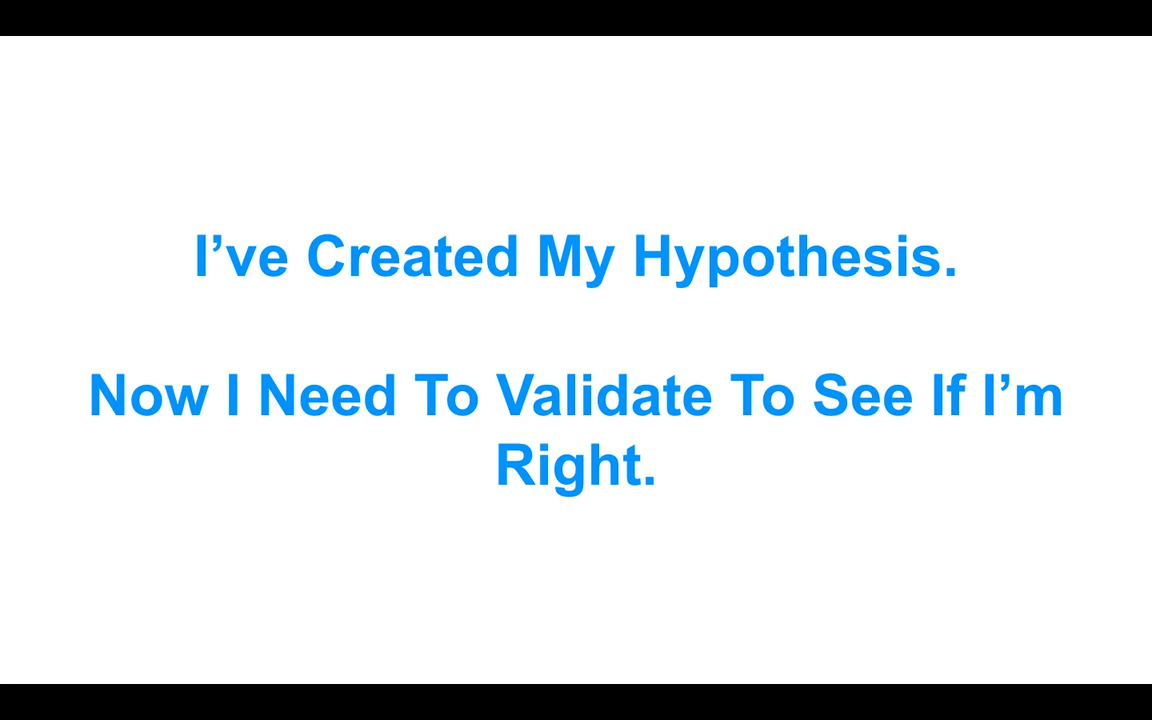 I’ve Created My Hypothesis.
Now I Need To Validate To See If I’m
Right.